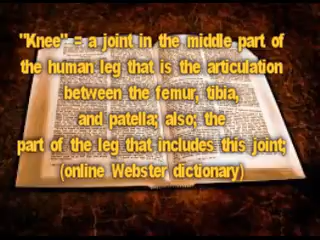 "Knee" = a joint in the middle part of
the human leg that is the articulation
between the femur, tibia,
and patella; also; the
part of the leg that includes this joint;
(online Webster dictionary)